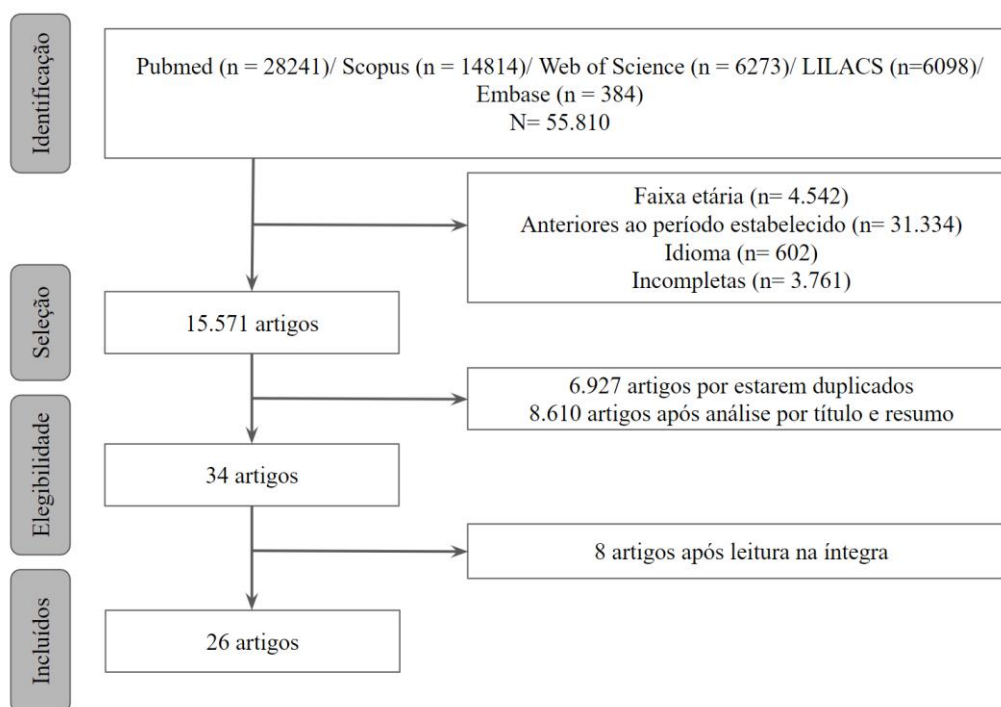 Identificação
Pubmed (n = 28241)/ Scopus (n = 14814)/ Web of Science (n = 6273)/ LILACS (n=6098)/
Embase (n = 384)
N= 55.810
Faixa etária (n= 4.542)
Anteriores ao período estabelecido (n= 31.334)
Idioma (n= 602)
Incompletas (n= 3.761)
Seleção
15.571 artigos
6.927 artigos por estarem duplicados
8.610 artigos após análise por título e resumo
Elegibilidade
34 artigos
8 artigos após leitura na íntegra
Incluídos
26 artigos